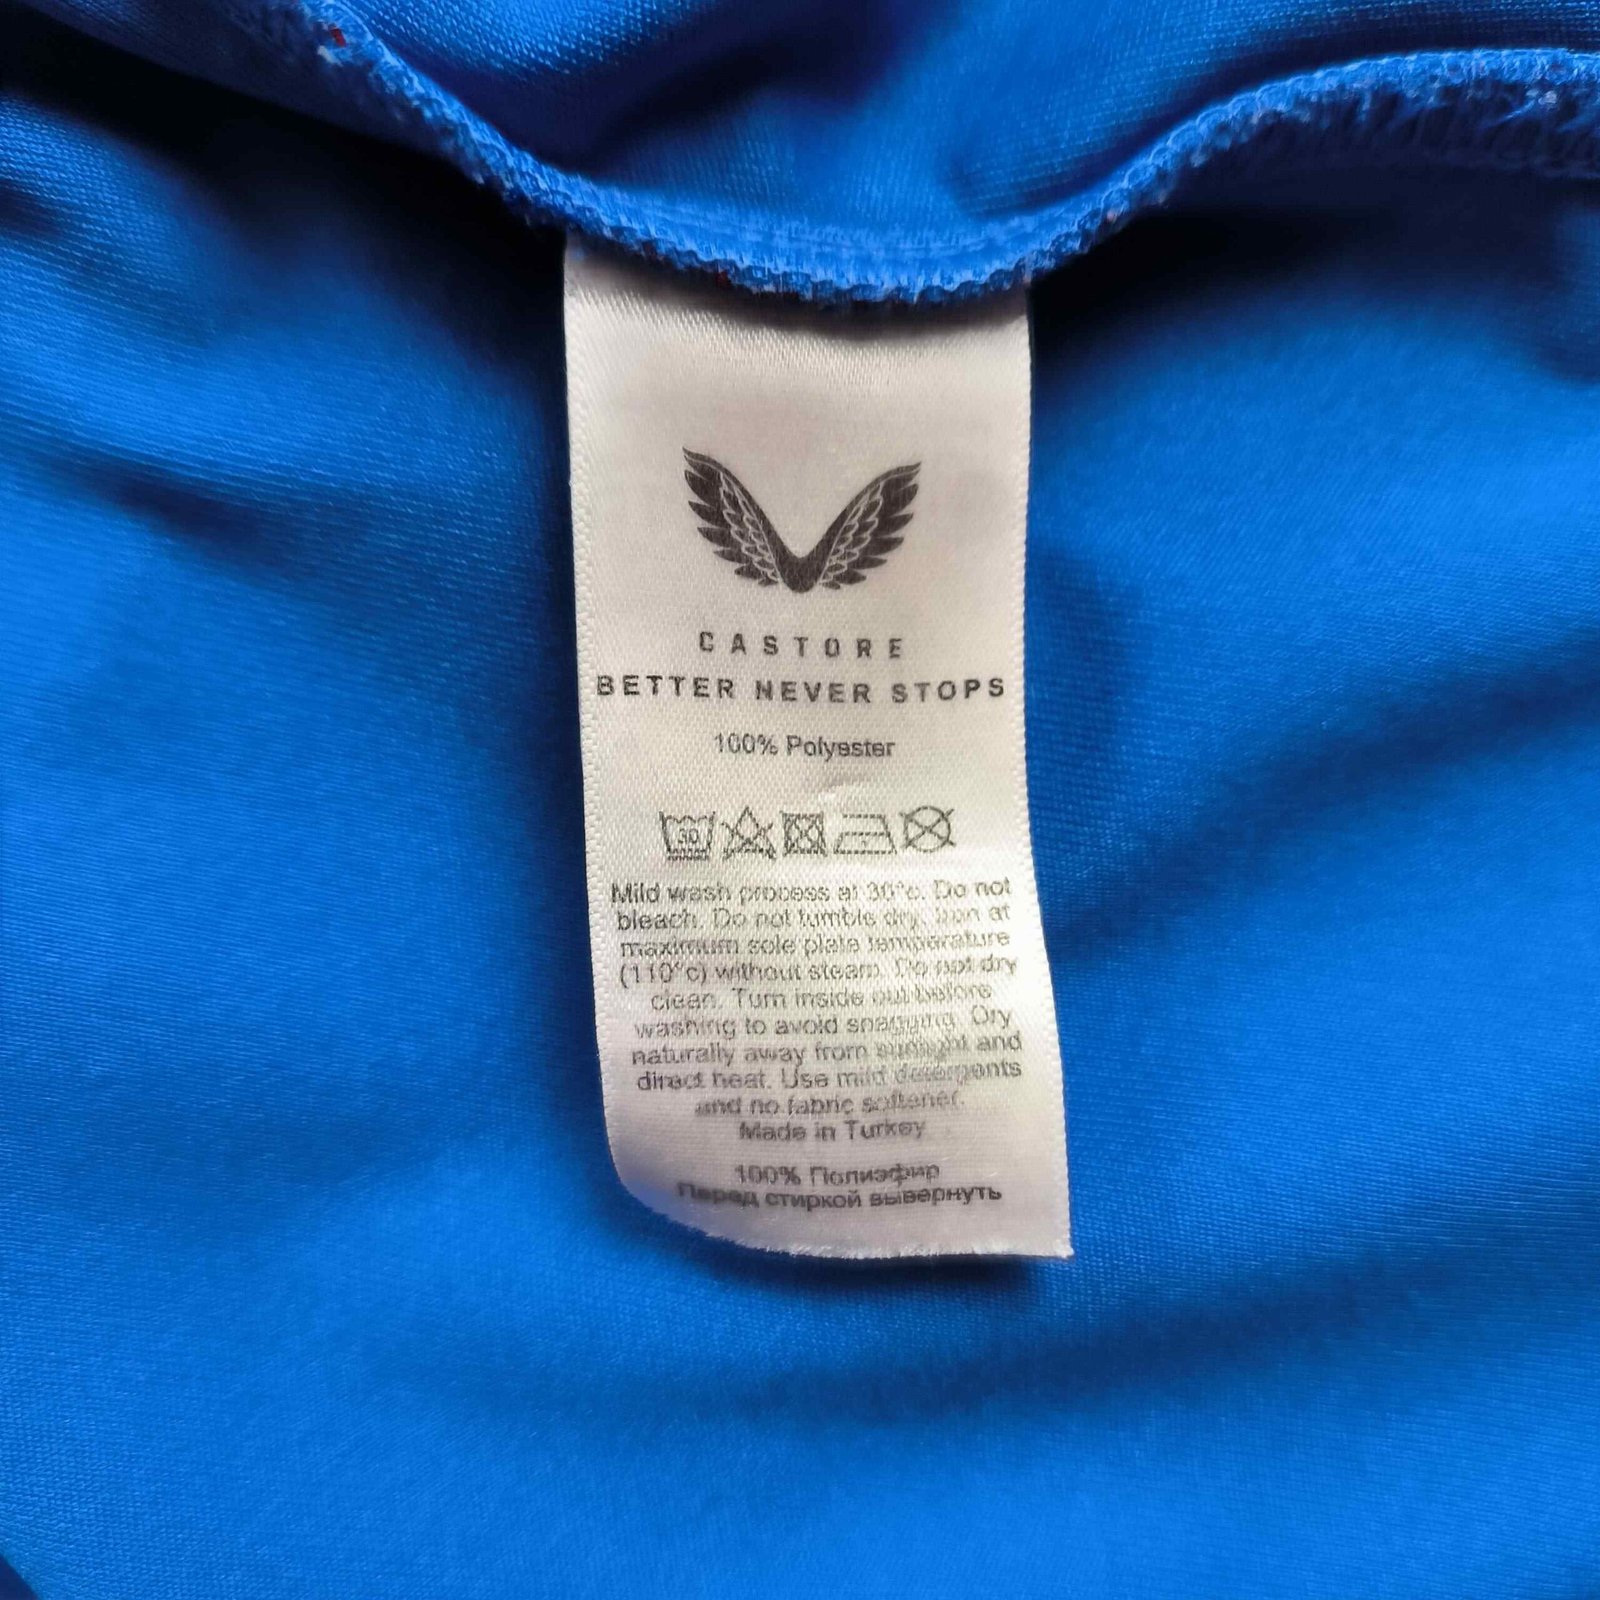 CASTORE
BETTER NEVER STOPS
100% Polyester
30
Mild wash process at 30°c. Do not
bleach. Do not tumble dry. Iron at
maximum sole plate temperature
(110°c) without steam. Do not dry
clean. Turn inside out before
washing to avoid snagging. Dry
naturally away from sunlight and
direct heat. Use mild detergents
and no fabric softener.
Made in Turkey
100% Полиэфир
Перед стиркой вывернуть